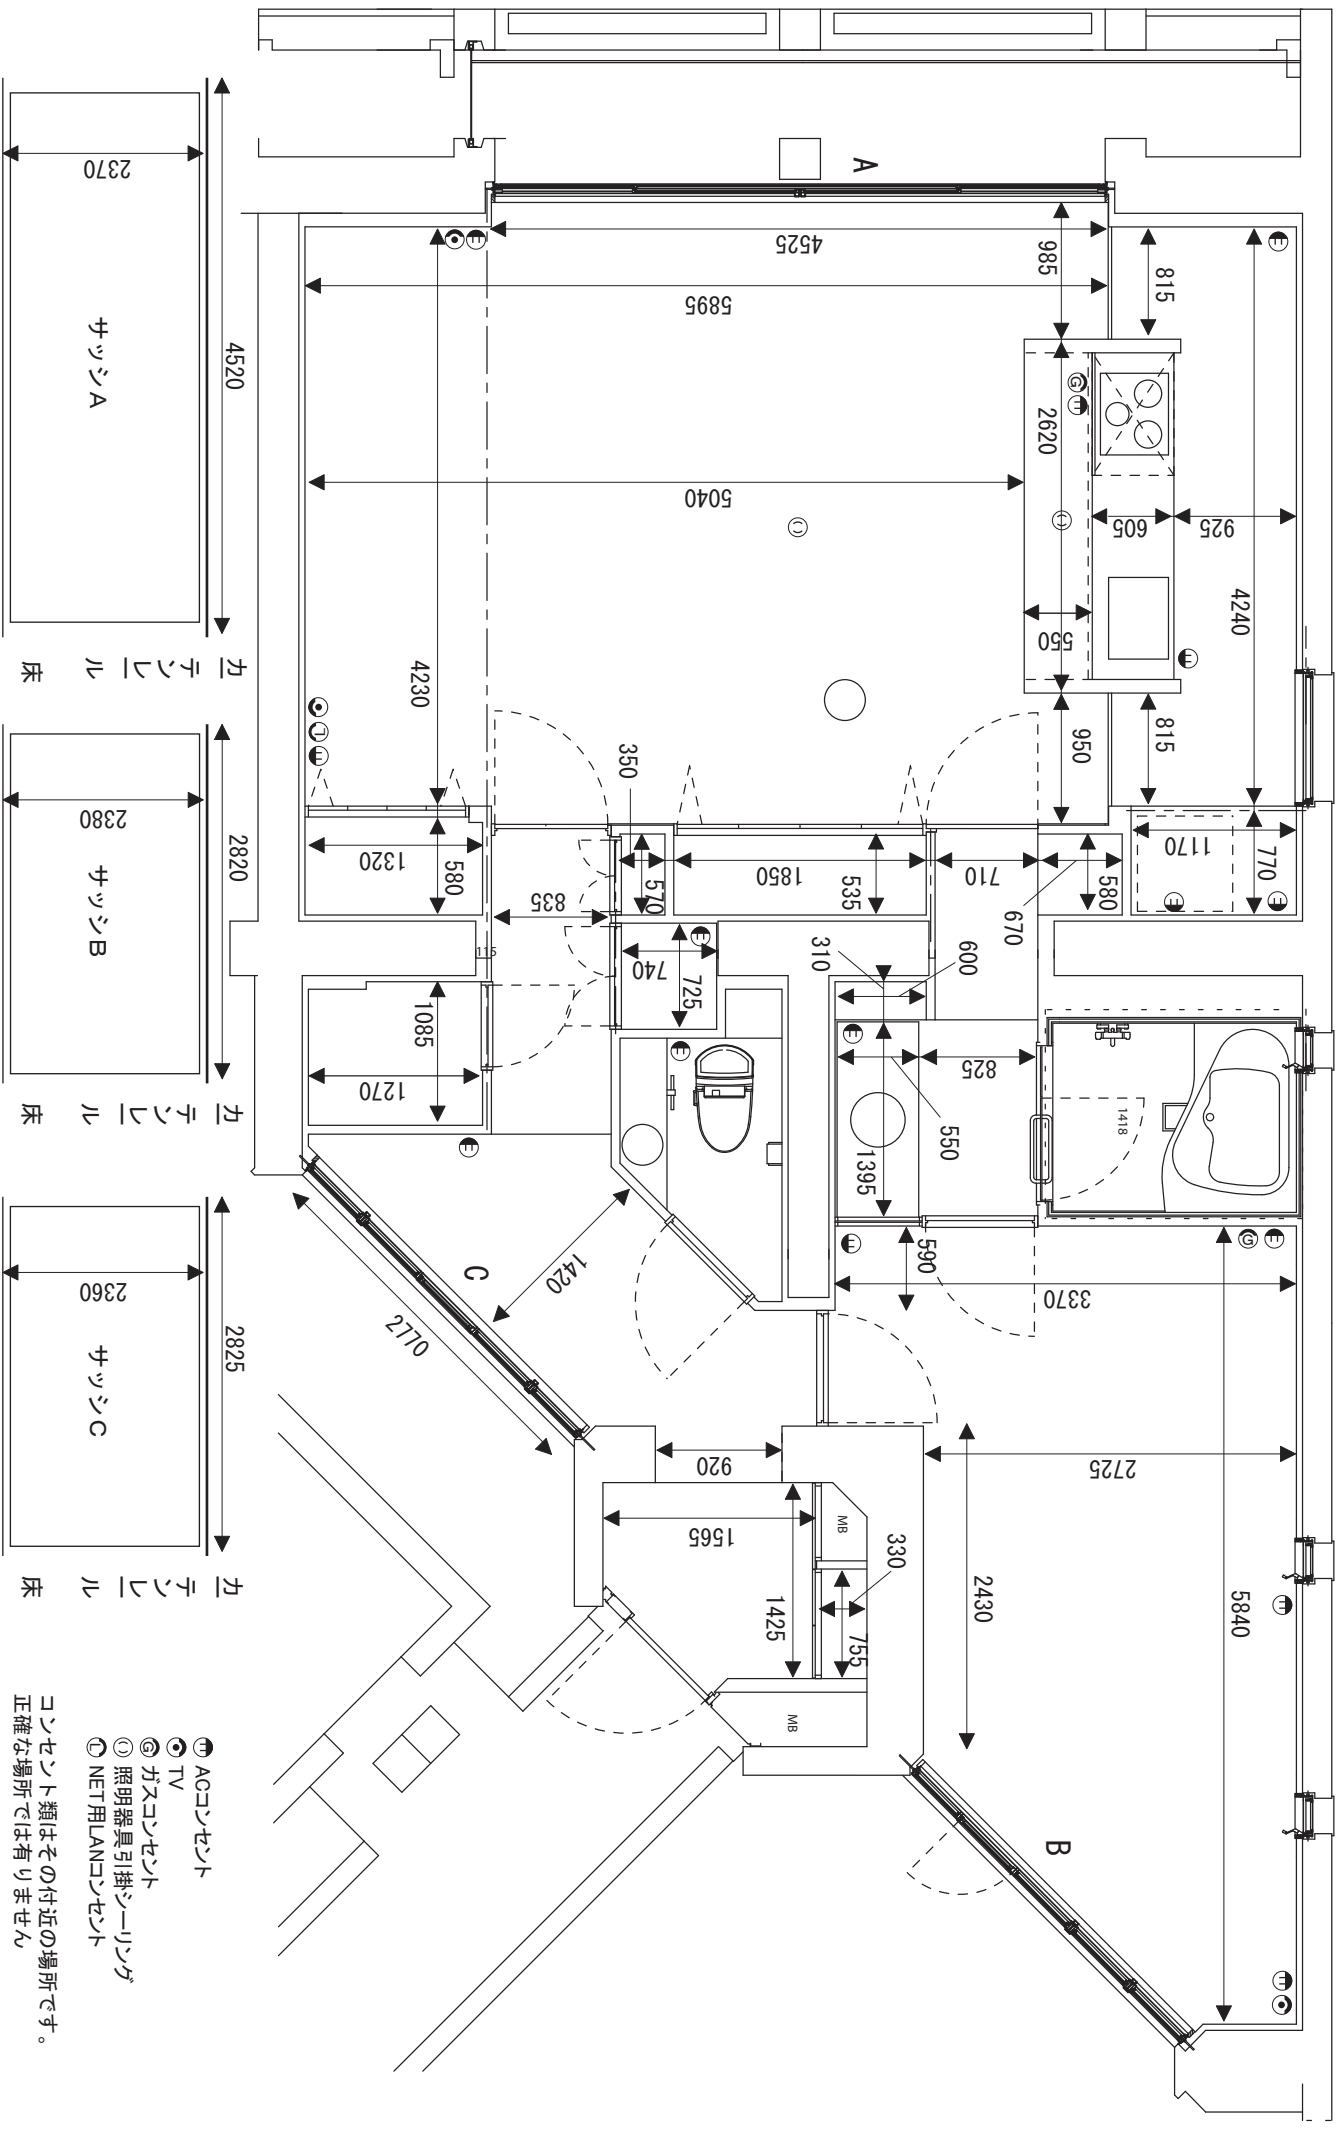 A
4525
5895
985
815
2620
5040
605
925
4240
550
4230
815
950
350
1320
580
835
570
1850
535
710
580
670
1170
770
115
740
725
310
600
1085
1270
825
550
1395
1418
C
1420
2770
590
3370
920
2725
1565
1425
MB
330
755
2430
5840
MB
B
2370
4520
サッシA
カーテンレール
床
2380
2820
サッシB
カーテンレール
床
2360
2825
サッシC
カーテンレール
床
E ACコンセント
TV
G ガスコンセント
() 照明器具引掛シーリング
L NET用LANコンセント
コンセント類はその付近の場所です。
正確な場所では有りません